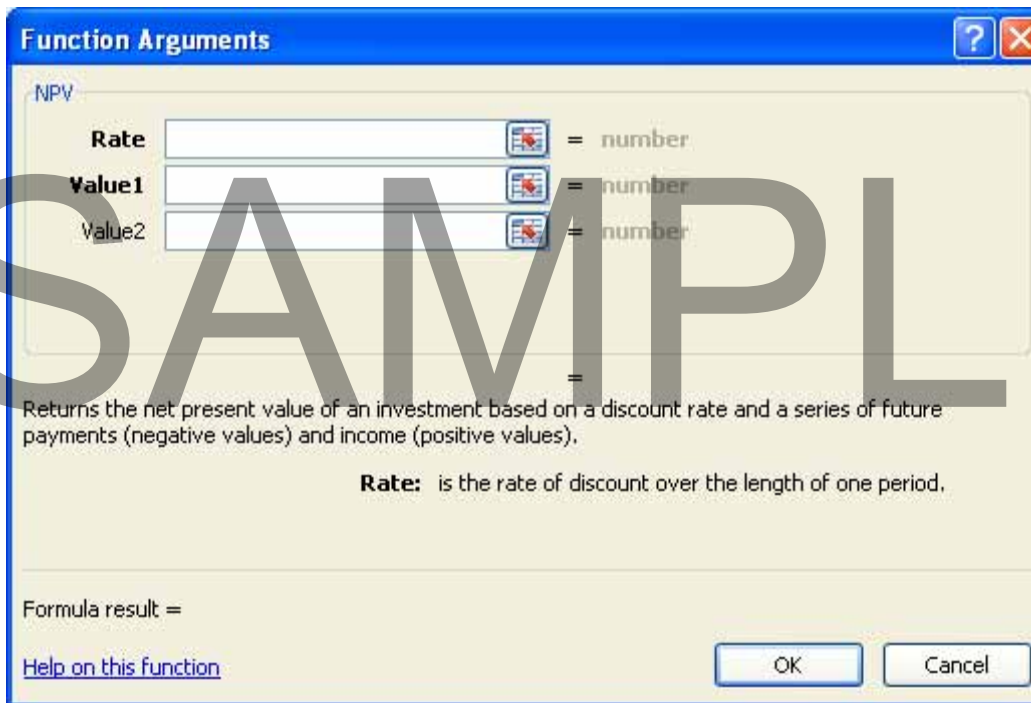 Function Arguments ?
NPV
Rate = number
Value1 = number
Value2 = number
=
SAMPL
Returns the net present value of an investment based on a discount rate and a series of future
payments (negative values) and income (positive values).
Rate: is the rate of discount over the length of one period.
Formula result =
Help on this function OK Cancel